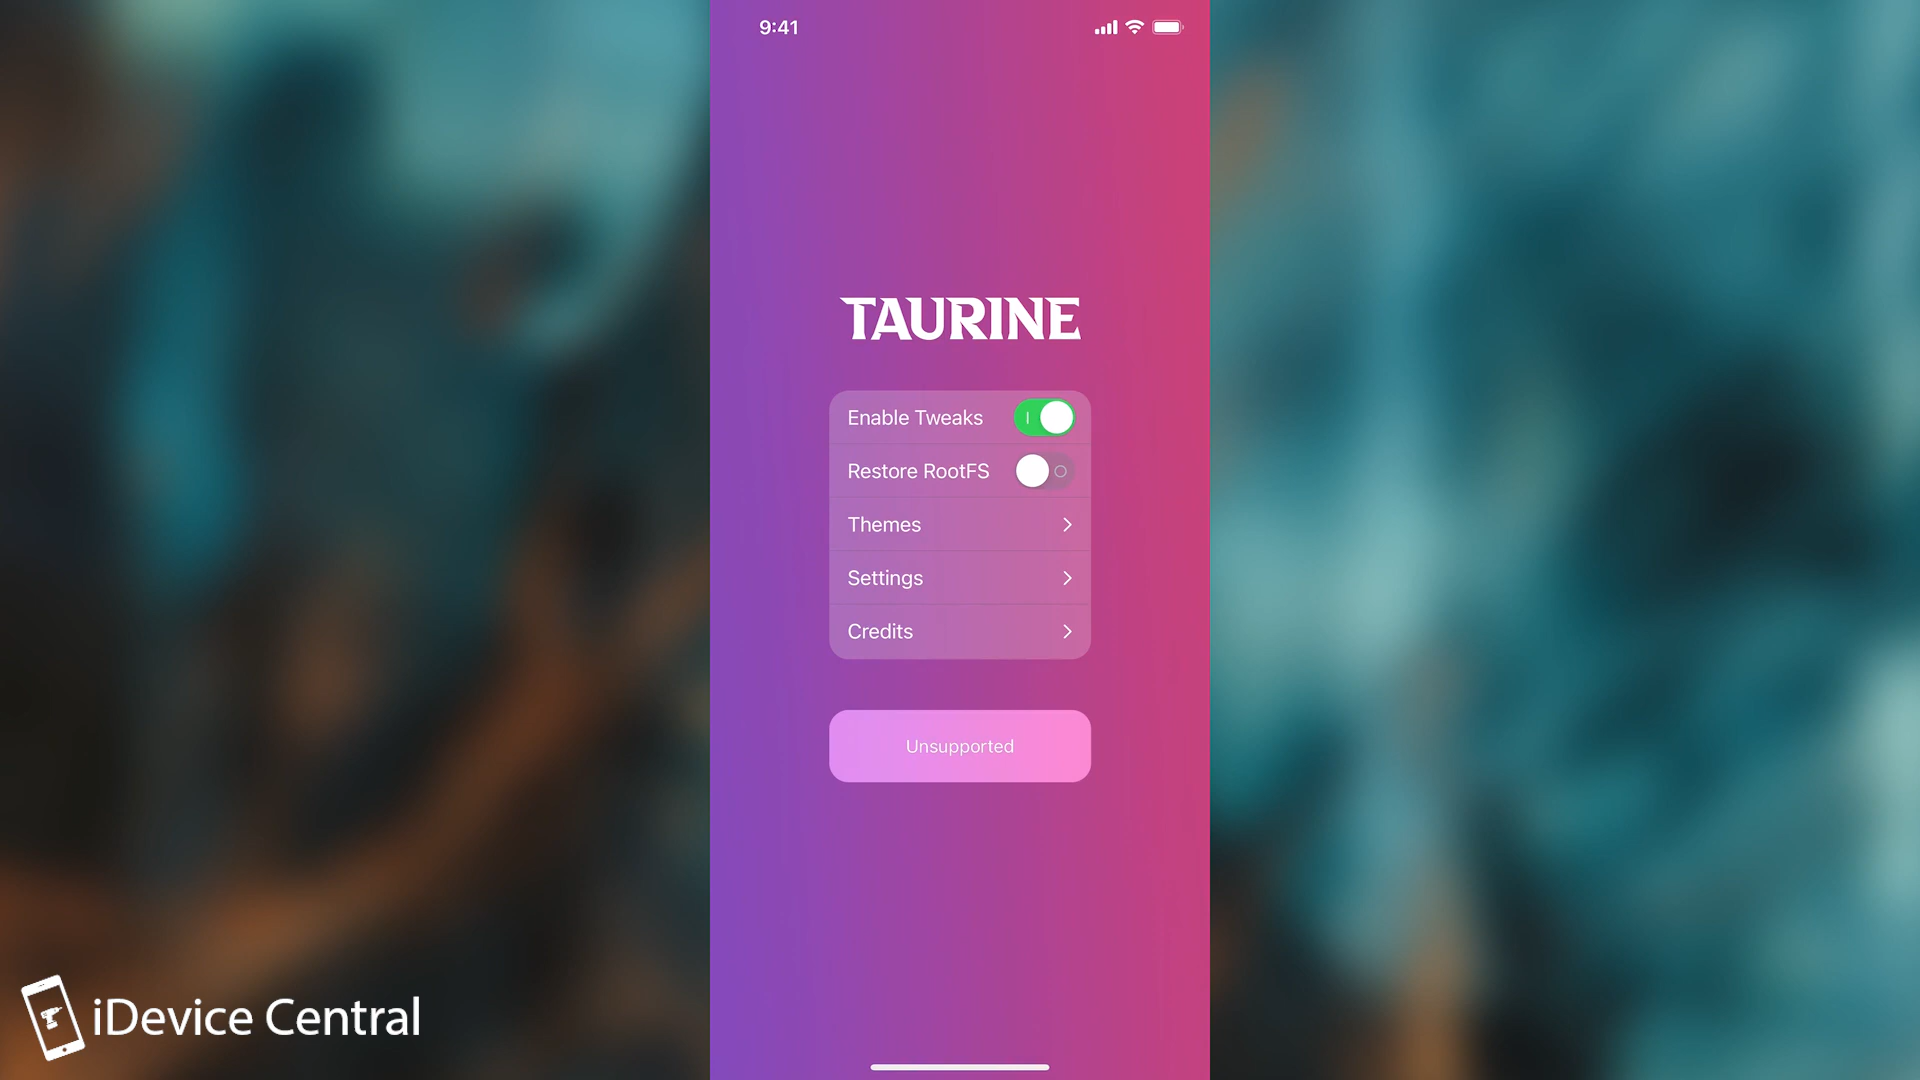 9:41
TAURINE
Enable Tweaks
Restore RootFS
Themes
Settings
Credits
Unsupported
iDevice Central